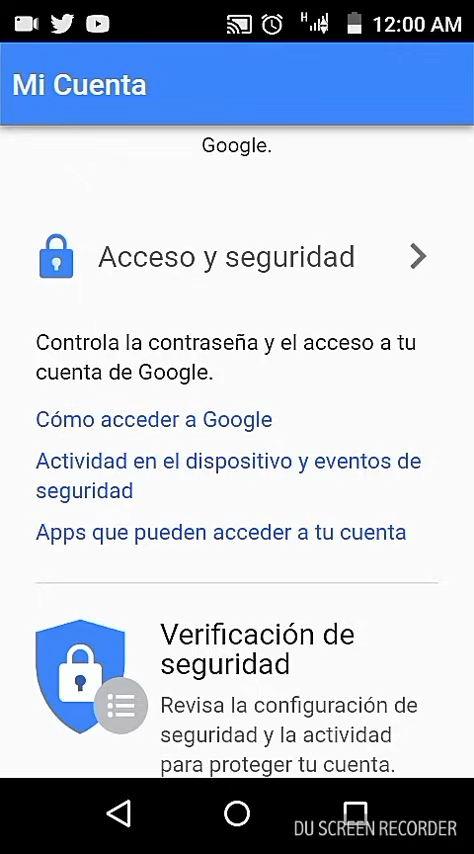 H
12:00 AM
Mi Cuenta
Google.
Acceso y seguridad
Controla la contraseña y el acceso a tu
cuenta de Google.
Cómo acceder a Google
Actividad en el dispositivo y eventos de
seguridad
Apps que pueden acceder a tu cuenta
Verificación de
seguridad
Revisa la configuración de
seguridad y la actividad
para proteger tu cuenta.
DU SCREEN RECORDER